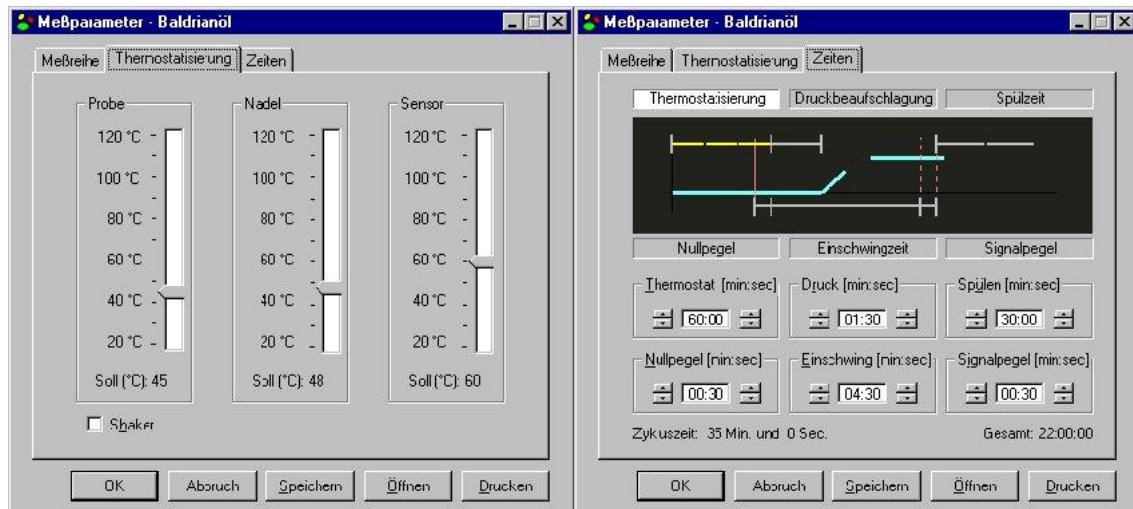 Meßparameter - Baldrianöl
Meßreihe Thermostatisierung Zeiten
Probe Nadel Sensor
120 °C 120 °C 120 °C
100 °C 100 °C 100 °C
80 °C 80 °C 80 °C
60 °C 60 °C 60 °C
40 °C 40 °C 40 °C
20 °C 20 °C 20 °C
Soll (°C): 45 Soll (°C): 48 Soll (°C): 60
Shaker
OK Abbruch Speichern Öffnen Drucken
Meßparameter - Baldrianöl
Meßreihe Thermostatisierung Zeiten
Thermostatisierung Druckbeaufschlagung Spülzeit
Nullpegel Einschwingzeit Signalpegel
Thermostat [min:sec] Druck [min:sec] Spülen [min:sec]
60:00 01:30 30:00
Nullpegel [min:sec] Einschwing [min:sec] Signalpegel [min:sec]
00:30 04:30 00:30
Zykluszeit: 35 Min. und 0 Sec. Gesamt: 22:00:00
OK Abbruch Speichern Öffnen Drucken